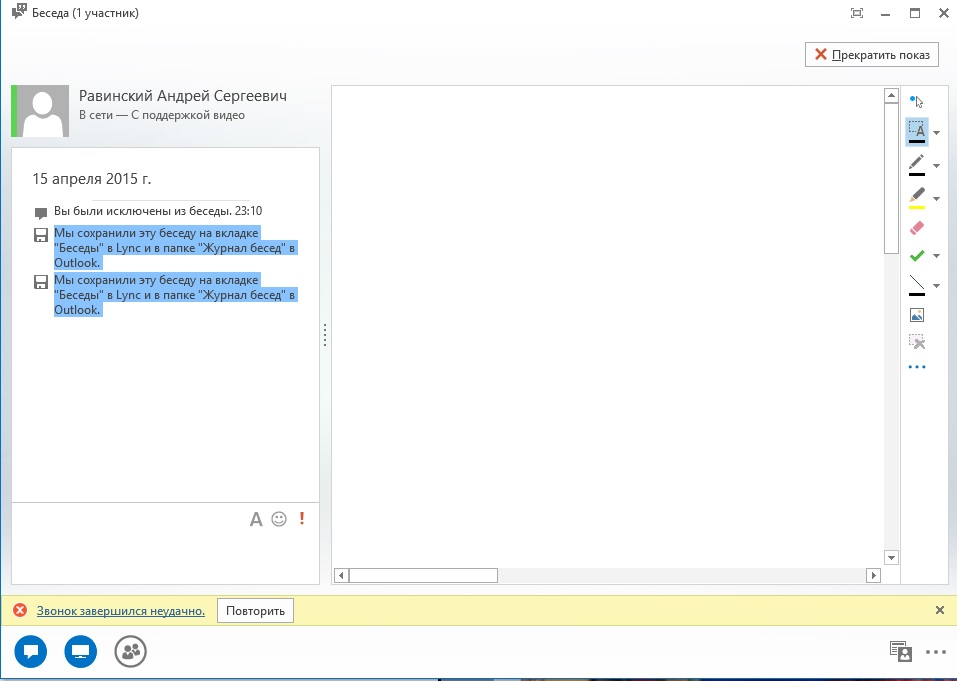 Беседа (1 участник)
Прекратить показ
Равинский Андрей Сергеевич
В сети — С поддержкой видео
15 апреля 2015 г.
Вы были исключены из беседы. 23:10
Мы сохранили эту беседу на вкладке
"Беседы" в Lync и в папке "Журнал бесед" в
Outlook.
Мы сохранили эту беседу на вкладке
"Беседы" в Lync и в папке "Журнал бесед" в
Outlook.
Звонок завершился неудачно.
Повторить